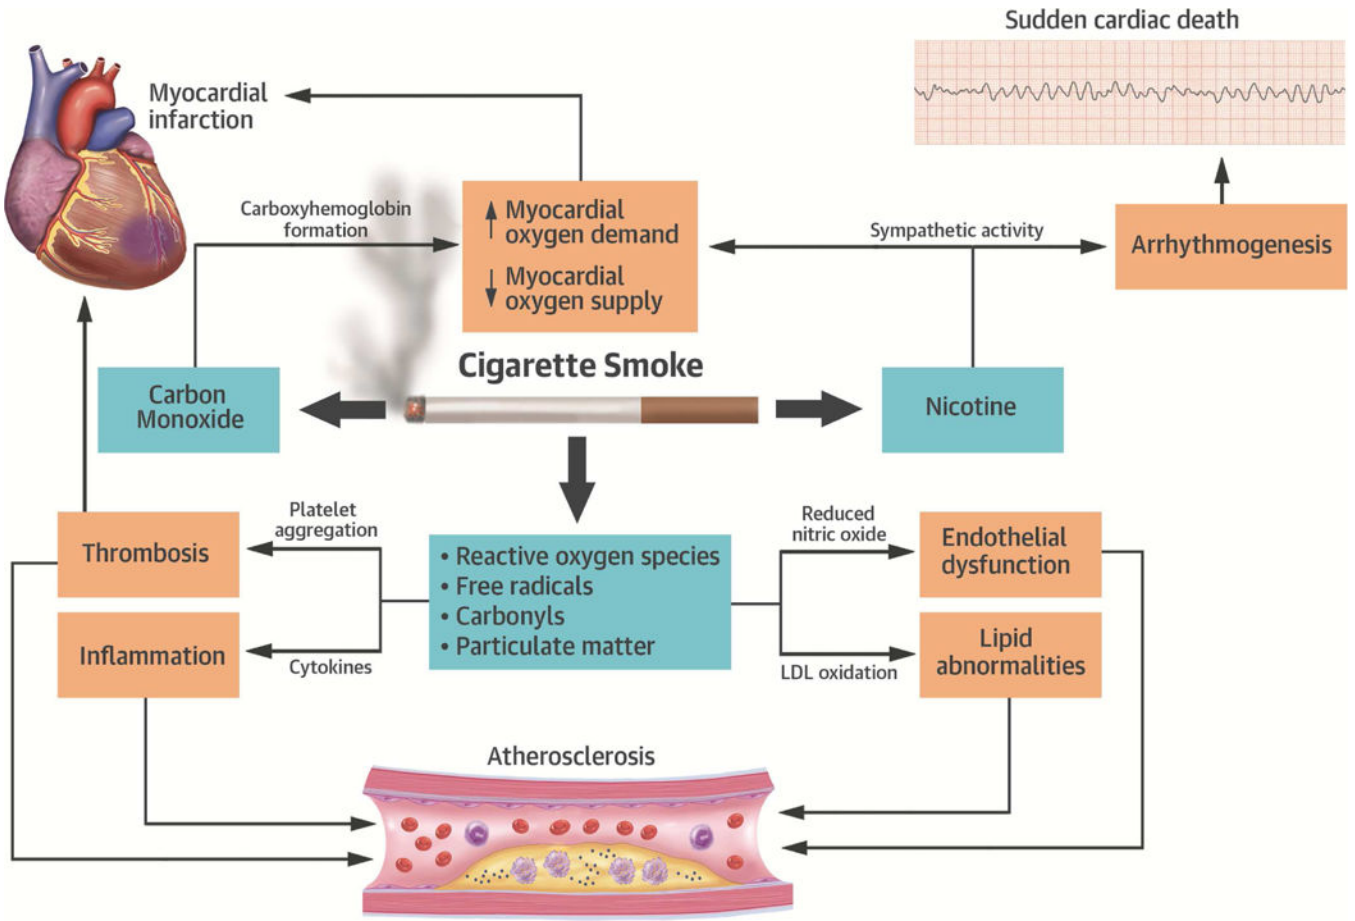 Sudden cardiac death
Myocardial
infarction
Carboxyhemoglobin
formation
Myocardial
oxygen demand
Myocardial
oxygen supply
Sympathetic activity
Arrhythmogenesis
Cigarette Smoke
Carbon
Monoxide
Nicotine
Platelet
aggregation
Thrombosis
Inflammation
Cytokines
• Reactive oxygen species
• Free radicals
• Carbonyls
• Particulate matter
Reduced
nitric oxide
Endothelial
dysfunction
LDL oxidation
Lipid
abnormalities
Atherosclerosis